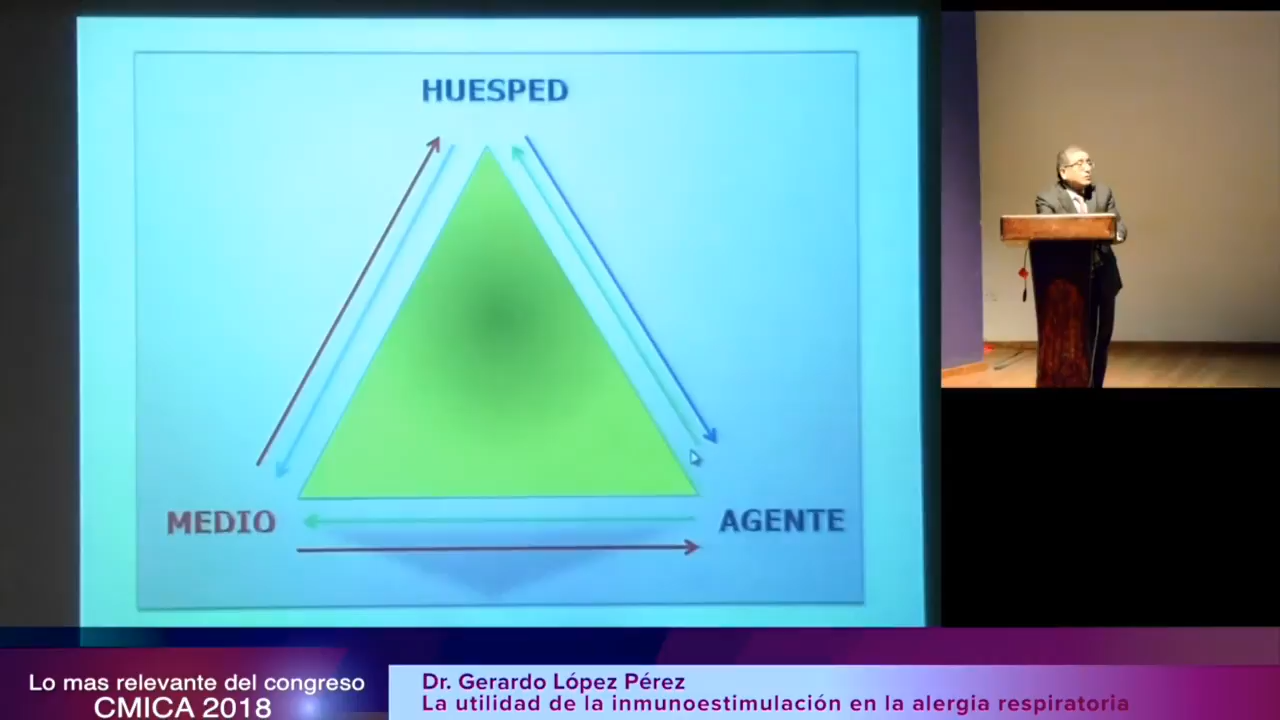 HUESPED
MEDIO
AGENTE
Lo mas relevante del congreso
CMICA 2018
Dr. Gerardo López Pérez
La utilidad de la inmunoestimulación en la alergia respiratoria